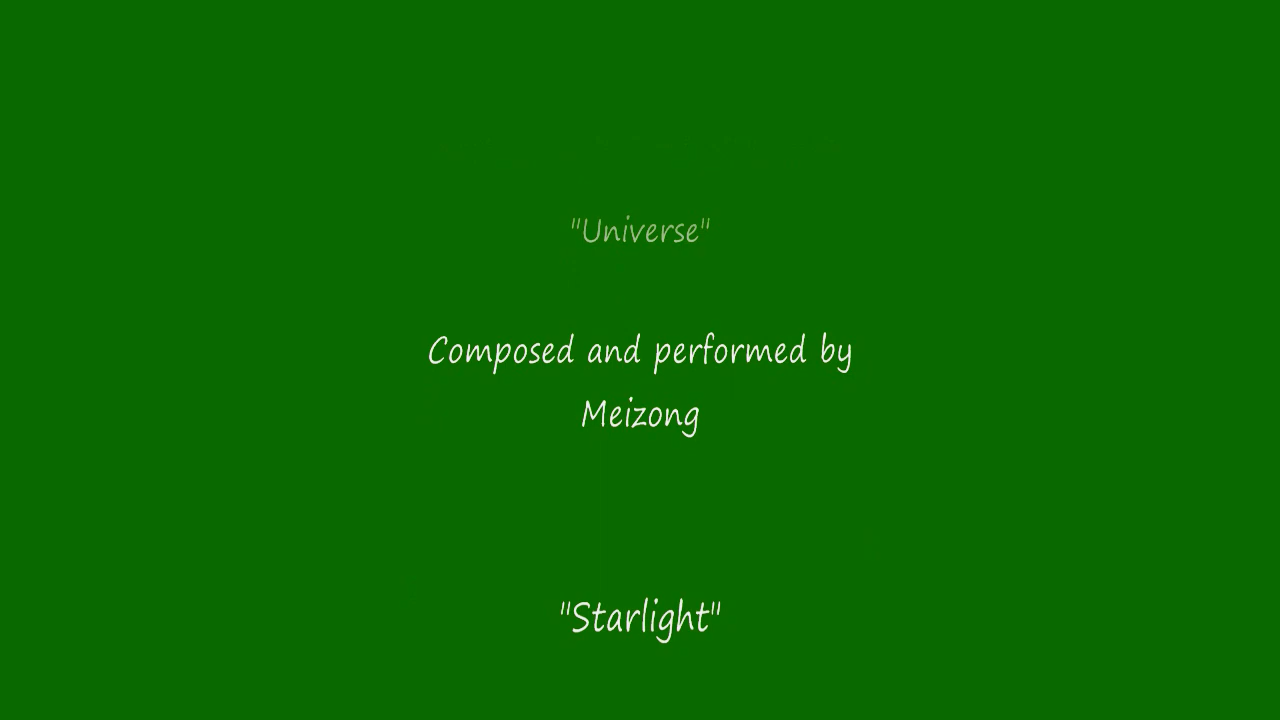 "Universe"
Composed and performed by
Meizong
"Starlight"